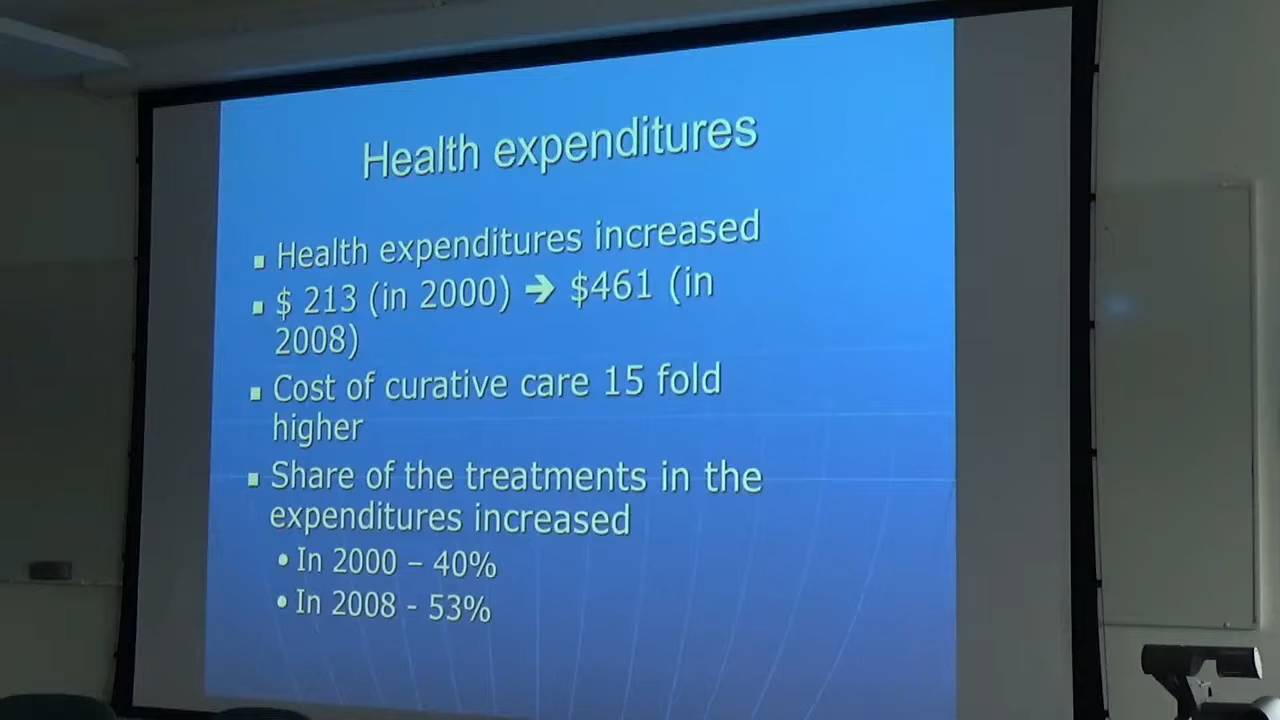 Health expenditures
▪ Health expenditures increased
▪ $ 213 (in 2000) ➔ $461 (in
2008)
▪ Cost of curative care 15 fold
higher
▪ Share of the treatments in the
expenditures increased
• In 2000 – 40%
• In 2008 - 53%